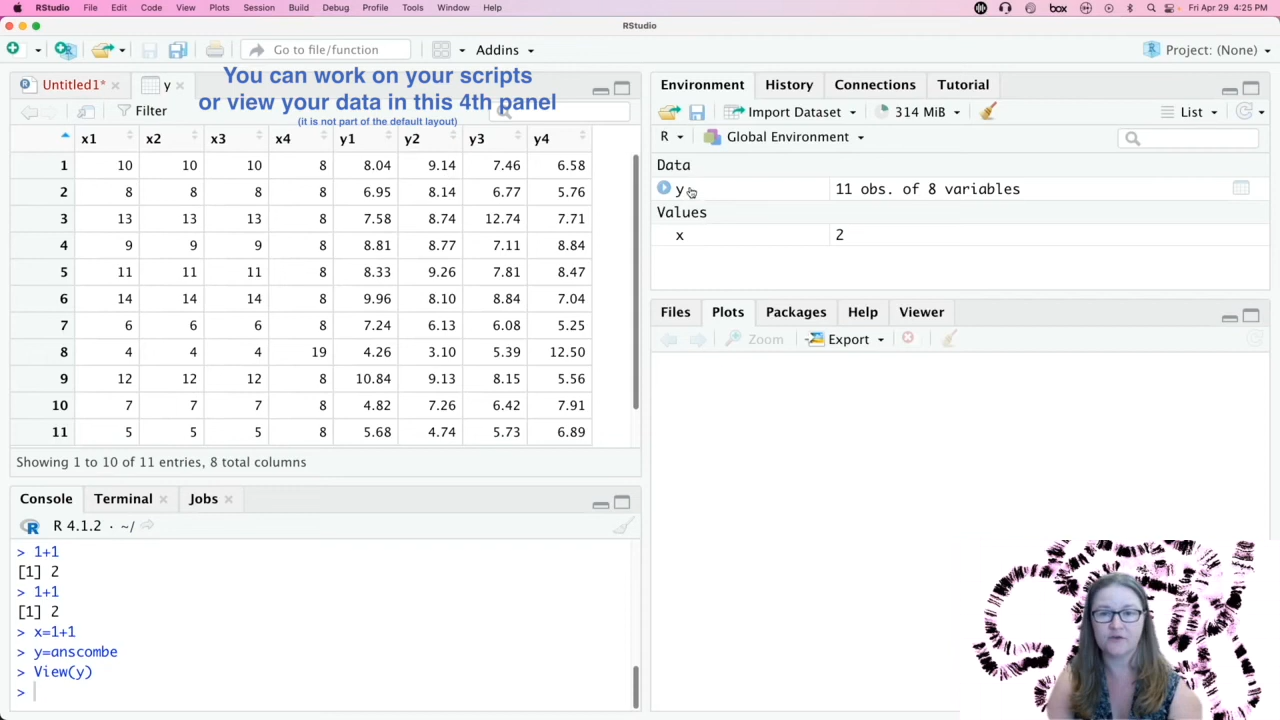 RStudio File Edit Code View Plots Session Build Debug Profile Tools Window Help
box Fri Apr 29 4:25 PM
RStudio
Go to file/function Addins Project: (None)
Untitled1* y
You can work on your scripts
or view your data in this 4th panel
(it is not part of the default layout)
Filter
x1 x2 x3 x4 y1 y2 y3 y4
1 10 10 10 8 8.04 9.14 7.46 6.58
2 8 8 8 8 6.95 8.14 6.77 5.76
3 13 13 13 8 7.58 8.74 12.74 7.71
4 9 9 9 8 8.81 8.77 7.11 8.84
5 11 11 11 8 8.33 9.26 7.81 8.47
6 14 14 14 8 9.96 8.10 8.84 7.04
7 6 6 6 8 7.24 6.13 6.08 5.25
8 4 4 4 19 4.26 3.10 5.39 12.50
9 12 12 12 8 10.84 9.13 8.15 5.56
10 7 7 7 8 4.82 7.26 6.42 7.91
11 5 5 5 8 5.68 4.74 5.73 6.89
Showing 1 to 10 of 11 entries, 8 total columns
Console Terminal Jobs
R 4.1.2 · ~/
> 1+1
[1] 2
> 1+1
[1] 2
> x=1+1
> y=anscombe
> View(y)
>
Environment History Connections Tutorial
Import Dataset 314 MiB List
R Global Environment
Data
y 11 obs. of 8 variables
Values
x 2
Files Plots Packages Help Viewer
Zoom Export